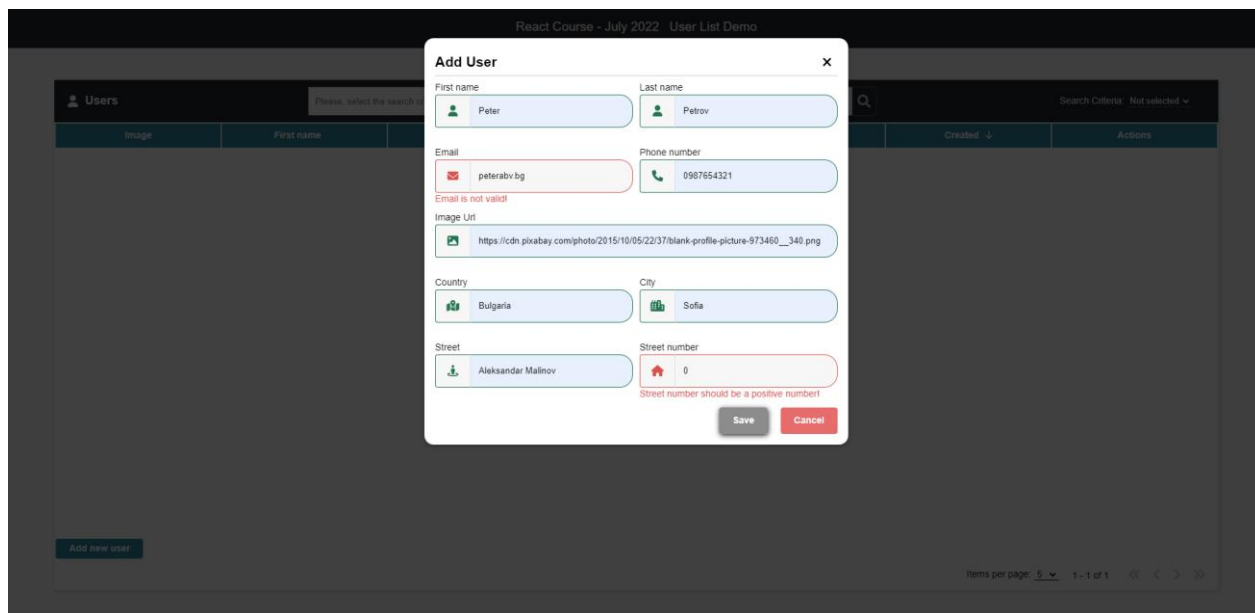 React Course - July 2022 User List Demo
Add User
First name
Last name
Peter
Petrov
Users
Please, select the search
Search Criteria: Not selected
Image
First name
Created
Actions
Email
Phone number
peterabv.bg
0987654321
Email is not valid!
Image Url
https://cdn.pixabay.com/photo/2015/10/05/22/37/blank-profile-picture-973460__340.png
Country
City
Bulgaria
Sofia
Street
Street number
Aleksandar Malinov
0
Street number should be a positive number!
Save
Cancel
Add new user
Items per page: 5
1 - 1 of 1